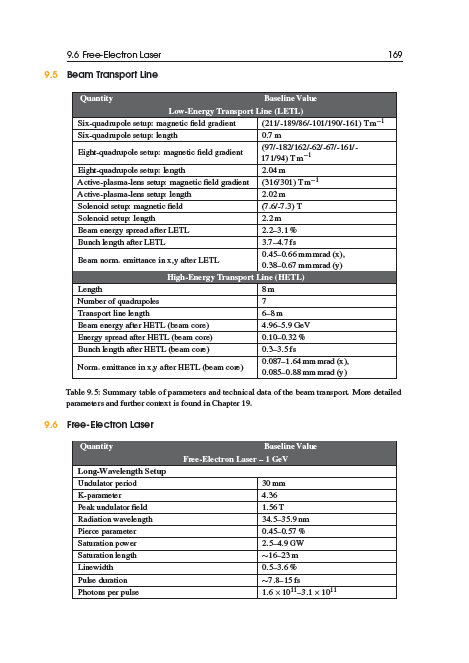 9.6 Free-Electron Laser 169
9.5 Beam Transport Line
Quantity Baseline Value
Low-Energy Transport Line (LETL)
Six-quadrupole setup: magnetic field gradient (211/-189/86/-101/190/-161) T m⁻¹
Six-quadrupole setup: length 0.7 m
Eight-quadrupole setup: magnetic field gradient (97/-182/162/-62/-67/-161/-
171/94) T m⁻¹
Eight-quadrupole setup: length 2.04 m
Active-plasma-lens setup: magnetic field gradient (316/301) T m⁻¹
Active-plasma-lens setup: length 2.02 m
Solenoid setup: magnetic field (7.6/-7.3) T
Solenoid setup: length 2.2 m
Beam energy spread after LETL 2.2–3.1 %
Bunch length after LETL 3.7–4.7 fs
Beam norm. emittance in x,y after LETL 0.45–0.66 mm mrad (x),
0.38–0.67 mm mrad (y)
High-Energy Transport Line (HETL)
Length 8 m
Number of quadrupoles 7
Transport line length 6–8 m
Beam energy after HETL (beam core) 4.96–5.9 GeV
Energy spread after HETL (beam core) 0.10–0.32 %
Bunch length after HETL (beam core) 0.3–3.5 fs
Norm. emittance in x,y after HETL (beam core) 0.087–1.64 mm mrad (x),
0.085–0.88 mm mrad (y)
Table 9.5: Summary table of parameters and technical data of the beam transport. More detailed
parameters and further context is found in Chapter 19.
9.6 Free-Electron Laser
Quantity Baseline Value
Free-Electron Laser – 1 GeV
Long-Wavelength Setup
Undulator period 30 mm
K-parameter 4.36
Peak undulator field 1.56 T
Radiation wavelength 34.5–35.9 nm
Pierce parameter 0.45–0.57 %
Saturation power 2.5–4.9 GW
Saturation length ~16–23 m
Linewidth 0.5–3.6 %
Pulse duration ~7.8–15 fs
Photons per pulse 1.6 × 10¹¹–3.1 × 10¹¹